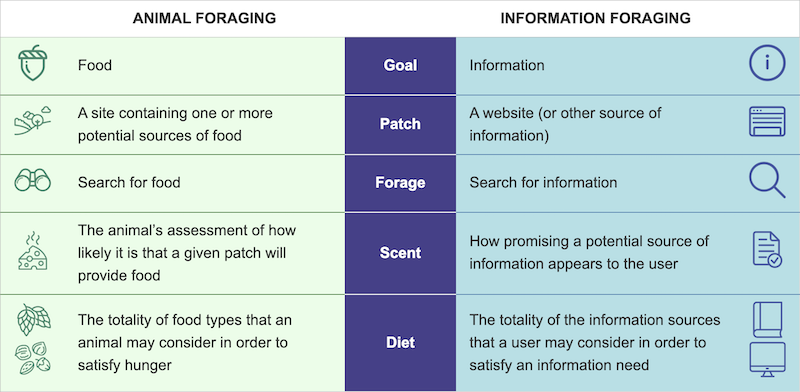 ANIMAL FORAGING
INFORMATION FORAGING
Food
Goal
Information
A site containing one or more
potential sources of food
Patch
A website (or other source of
information)
Search for food
Forage
Search for information
The animal's assessment of how
likely it is that a given patch will
provide food
Scent
How promising a potential source of
information appears to the user
The totality of food types that an
animal may consider in order to
satisfy hunger
Diet
The totality of the information sources
that a user may consider in order to
satisfy an information need